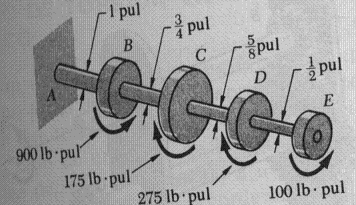 1 pul
B
3/4 pul
C
5/8 pul
D
1/2 pul
E
A
900 lb · pul
175 lb · pul
275 lb · pul
100 lb · pul